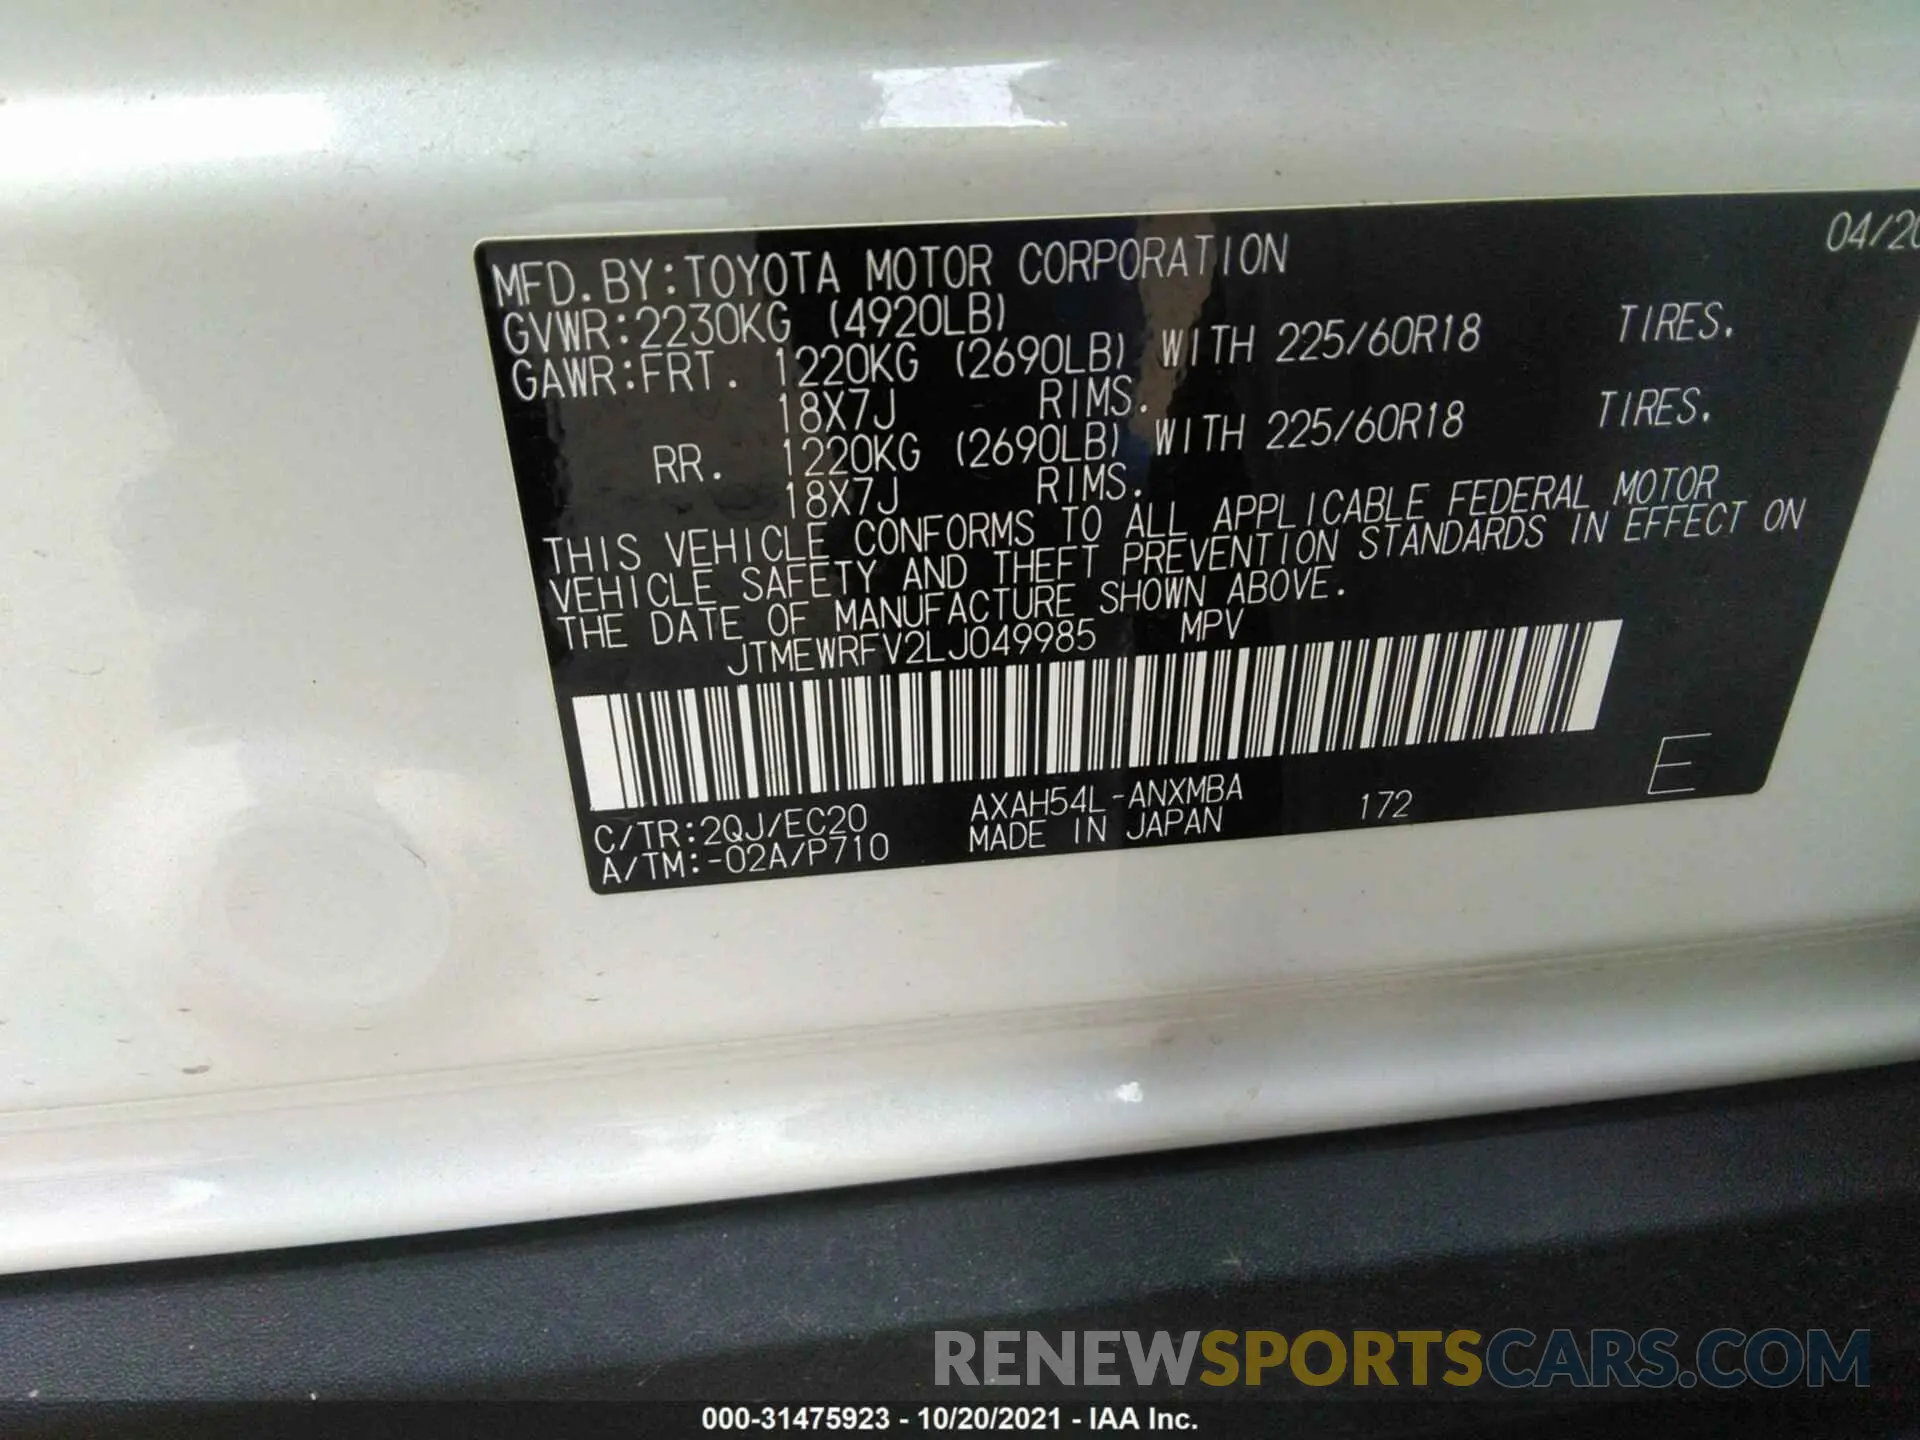 04/20
MFD.BY:TOYOTA MOTOR CORPORATION
GVWR:2230KG (4920LB)
GAWR:FRT. 1220KG (2690LB) WITH 225/60R18 TIRES.
18X7J RIMS.
RR. 1220KG (2690LB) WITH 225/60R18 TIRES.
18X7J RIMS.
THIS VEHICLE CONFORMS TO ALL APPLICABLE FEDERAL MOTOR
VEHICLE SAFETY AND THEFT PREVENTION STANDARDS IN EFFECT ON
THE DATE OF MANUFACTURE SHOWN ABOVE.
JTMEWRFV2LJ049985 MPV
E
C/TR:2QJ/EC20 AXAH54L-ANXMBA 172
A/TM:-02A/P710 MADE IN JAPAN
RENEWSPORTSCARS.COM
000-31475923 - 10/20/2021 - IAA Inc.